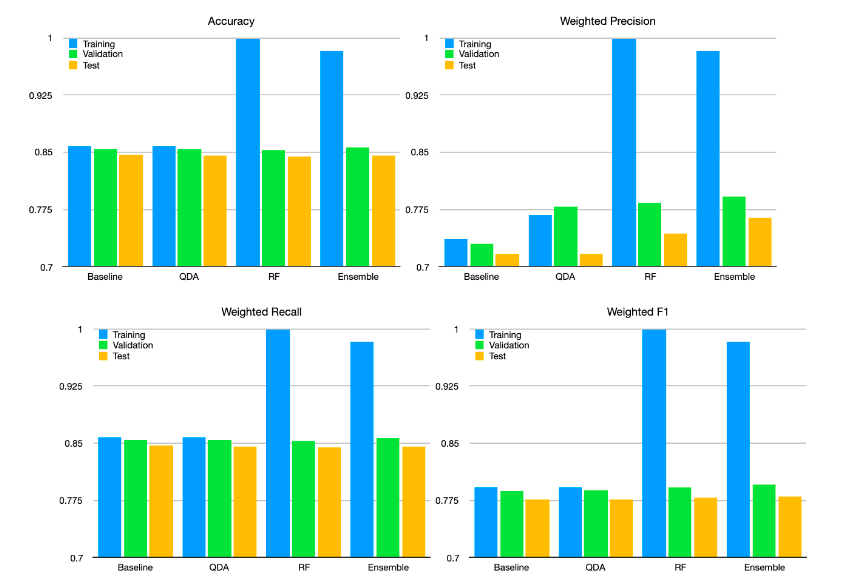 Accuracy
1
Training
Validation
Test
0.925
0.85
0.775
0.7
Baseline QDA RF Ensemble
Weighted Precision
1
Training
Validation
Test
0.925
0.85
0.775
0.7
Baseline QDA RF Ensemble
Weighted Recall
1
Training
Validation
Test
0.925
0.85
0.775
0.7
Baseline QDA RF Ensemble
Weighted F1
1
Training
Validation
Test
0.925
0.85
0.775
0.7
Baseline QDA RF Ensemble